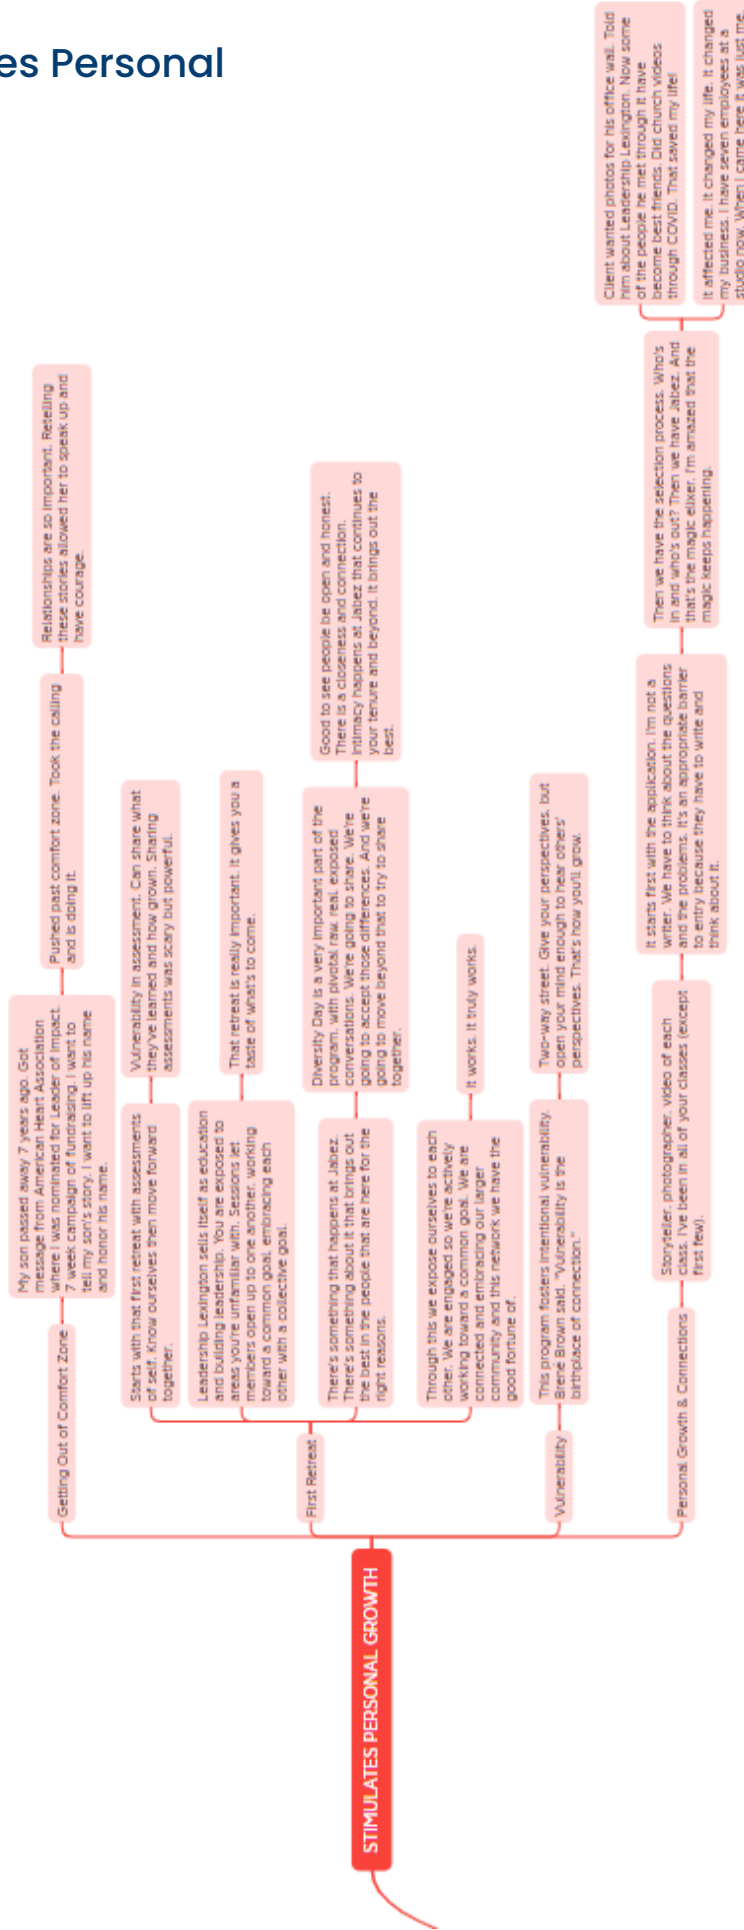 es Personal
STIMULATES PERSONAL GROWTH
Getting Out of Comfort Zone
My son passed away 7 years ago. Got
message from American Heart Association
where I was nominated for Leader of Impact.
7 week campaign of fundraising. I want to
tell my son's story. I want to lift up his name
and honor his name.
Pushed past comfort zone. Took the calling
and is doing it.
Relationships are so important. Retelling
these stories allowed her to speak up and
have courage.
First Retreat
Starts with that first retreat with assessments
of self. Know ourselves then move forward
together.
Vulnerability in assessment. Can share what
they've learned and how grown. Sharing
assessments was scary but powerful.
Leadership Lexington sells itself as education
and building leadership. You are exposed to
areas you're unfamiliar with. Sessions let
members open up to one another, working
toward a common goal, embracing each
other with a collective goal.
That retreat is really important. It gives you a
taste of what's to come.
There's something that happens at Jabez.
There's something about it that brings out
the best in the people that are here for the
right reasons.
Diversity Day is a very important part of the
program, with pivotal raw, real, exposed
conversations. We're going to share. We're
going to accept those differences. And we're
going to move beyond that to try to share
together.
Good to see people be open and honest.
There is a closeness and connection.
Intimacy happens at Jabez that continues to
your tenure and beyond. It brings out the
best.
Through this we expose ourselves to each
other. We are engaged so we're actively
working toward a common goal. We are
connected and embracing our larger
community and this network we have the
good fortune of.
It works. It truly works.
Vulnerability
This program fosters intentional vulnerability.
Brené Brown said, "Vulnerability is the
birthplace of connection."
Two-way street. Give your perspectives, but
open your mind enough to hear others'
perspectives. That's how you'll grow.
Personal Growth & Connections
Storyteller, photographer, video of each
class. I've been in all of your classes (except
first few).
It starts first with the application. I'm not a
writer. We have to think about the questions
and the problems. It's an appropriate barrier
to entry because they have to write and
think about it.
Then we have the selection process. Who's
in and who's out? Then we have Jabez. And
that's the magic elixer. I'm amazed that the
magic keeps happening.
Client wanted photos for his office wall. Told
him about Leadership Lexington. Now some
of the people he met through it have
become best friends. Did church videos
through COVID. That saved my life!
It affected me. It changed my life. It changed
my business. I have seven employees at a
studio now. When I came here it was just me.